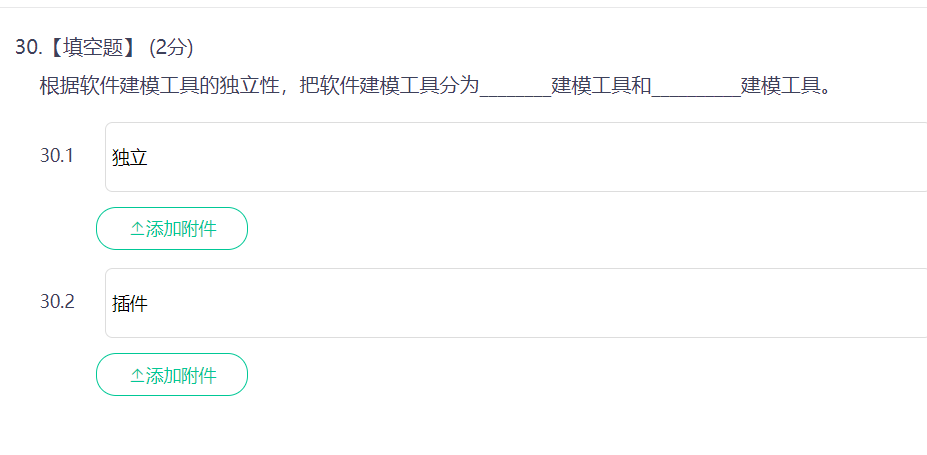 30.【填空题】 (2分)
根据软件建模工具的独立性，把软件建模工具分为________建模工具和__________建模工具。
30.1
独立
添加附件
30.2
插件
添加附件